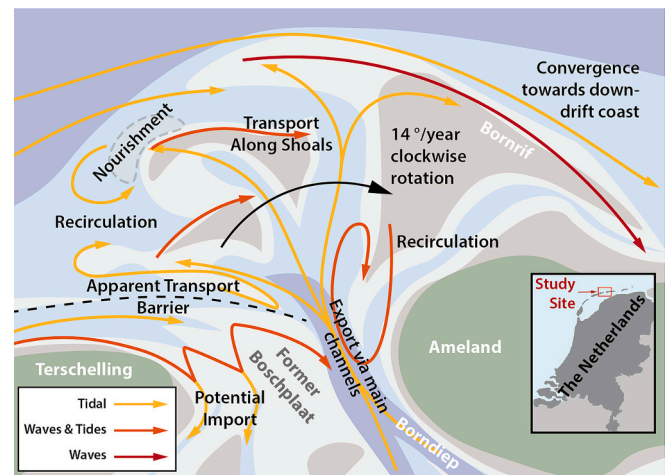 Convergence
towards down-
drift coast
Nourishment
Transport
Along Shoals
14 °/year
clockwise
rotation
Bornrif
Recirculation
Recirculation
Apparent Transport
Barrier
Export via main
channels
Study
Site
The Netherlands
Ameland
Terschelling
Former
Boschplaat
Potential
Import
Borndiep
Tidal
Waves & Tides
Waves